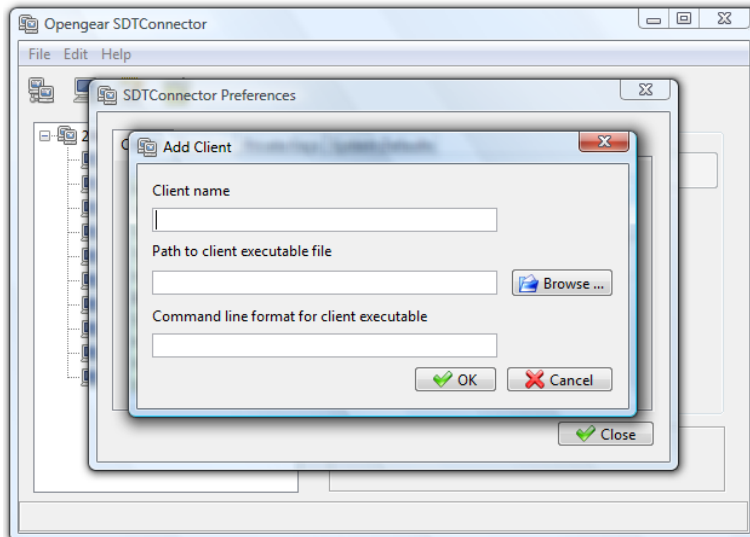 Opengear SDTConnector
File Edit Help
SDTConnector Preferences
Add Client
Client name
Path to client executable file
Browse ...
Command line format for client executable
OK
Cancel
Close